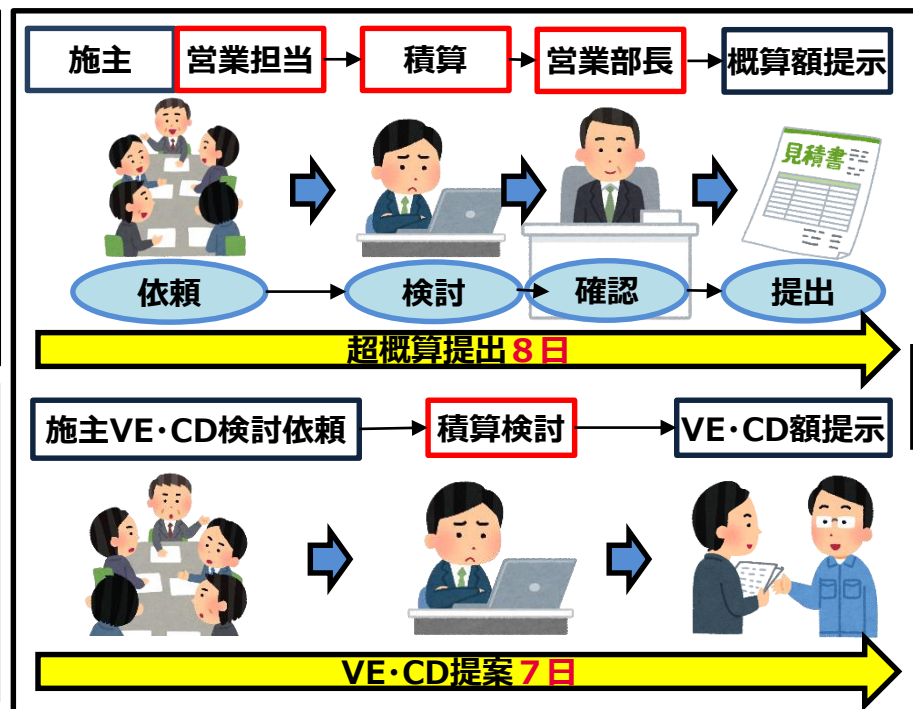 施主
営業担当
積算
営業部長
概算額提示
見積書
依頼
検討
確認
提出
超概算提出8日
施主VE・CD検討依頼
積算検討
VE・CD額提示
VE・CD提案7日